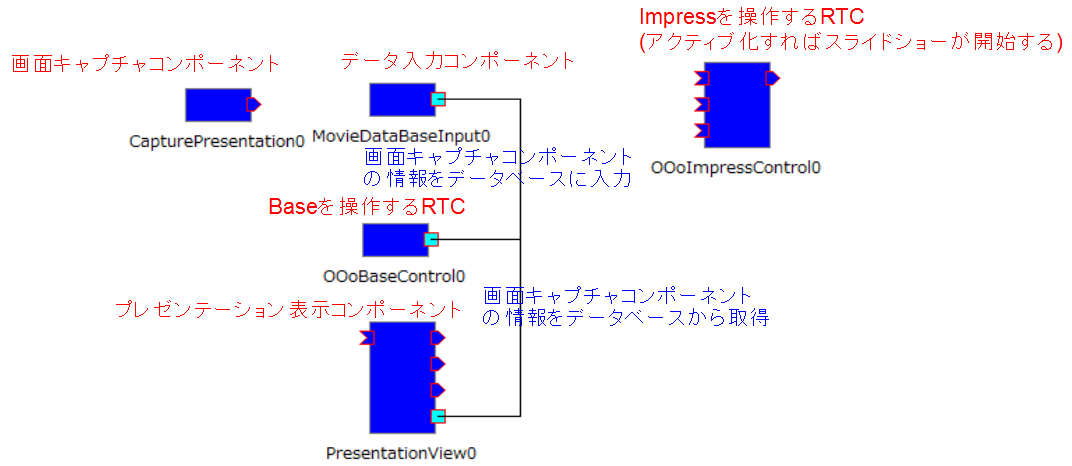 Impressを操作するRTC
(アクティブ化すればスライドショーが開始する)
画面キャプチャコンポーネント
データ入力コンポーネント
CapturePresentation0
MovieDataBaseInput0
OOoImpressControl0
画面キャプチャコンポーネント
の情報をデータベースに入力
Baseを操作するRTC
OOoBaseControl0
画面キャプチャコンポーネント
の情報をデータベースから取得
プレゼンテーション表示コンポーネント
PresentationView0